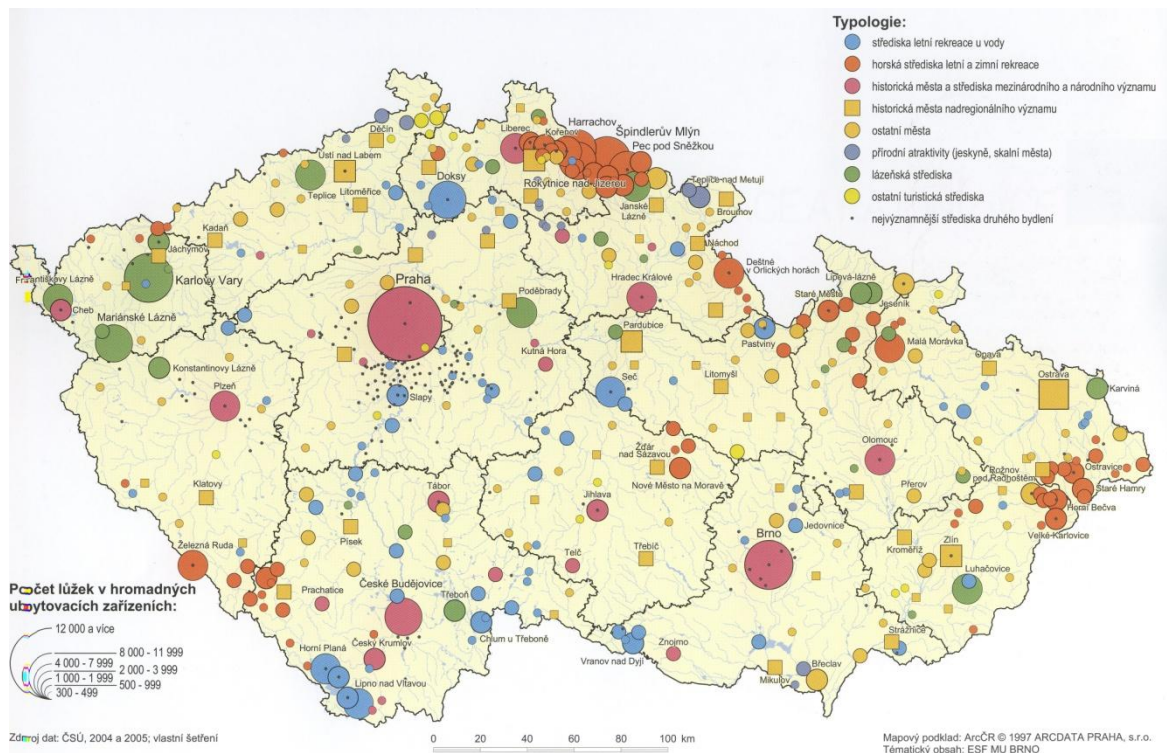 Typologie:
střediska letní rekreace u vody
horská střediska letní a zimní rekreace
historická města a střediska mezinárodního a národního významu
historická města nadregionálního významu
ostatní města
přírodní atraktivity (jeskyně, skalní města)
lázeňská střediska
ostatní turistická střediska
nejvýznamnější střediska druhého bydlení
Děčín
Liberec
Kořenov
Harrachov
Špindlerův Mlýn
Pec pod Sněžkou
Ústí nad Labem
Teplice
Litoměřice
Doksy
Rokytnice nad Jizerou
Janské
Lázně
Teplice nad Metují
Broumov
Kadaň
Jáchymov
Náchod
Františkovy Lázně
Karlovy Vary
Cheb
Praha
Poděbrady
Hradec Králové
Deštné
v Orlických horách
Lipová-lázně
Staré Město
Jeseník
Mariánské Lázně
Kutná Hora
Pardubice
Pastviny
Malá Morávka
Konstantinovy Lázně
Plzeň
Slapy
Seč
Litomyšl
Opava
Ostrava
Karviná
Žďár
nad Sázavou
Nové Město na Moravě
Olomouc
Klatovy
Tábor
Jihlava
Přerov
Rožnov
pod Radhoštěm
Ostravice
Staré Hamry
Horní Bečva
Velké Karlovice
Písek
Brno
Jedovnice
Železná Ruda
Telč
Třebíč
Kroměříž
Zlín
Luhačovice
Prachatice
České Budějovice
Třeboň
Chlum u Třeboně
Český Krumlov
Horní Planá
Lipno nad Vltavou
Vranov nad Dyjí
Znojmo
Strážnice
Mikulov
Břeclav
Počet lůžek v hromadných
ubytovacích zařízeních:
12 000 a více
8 000 - 11 999
4 000 - 7 999
2 000 - 3 999
1 000 - 1 999
500 - 999
300 - 499
Zdroj dat: ČSÚ, 2004 a 2005; vlastní šetření
0 20 40 60 80 100 km
Mapový podklad: ArcČR © 1997 ARCDATA PRAHA, s.r.o.
Tématický obsah: ESF MU BRNO